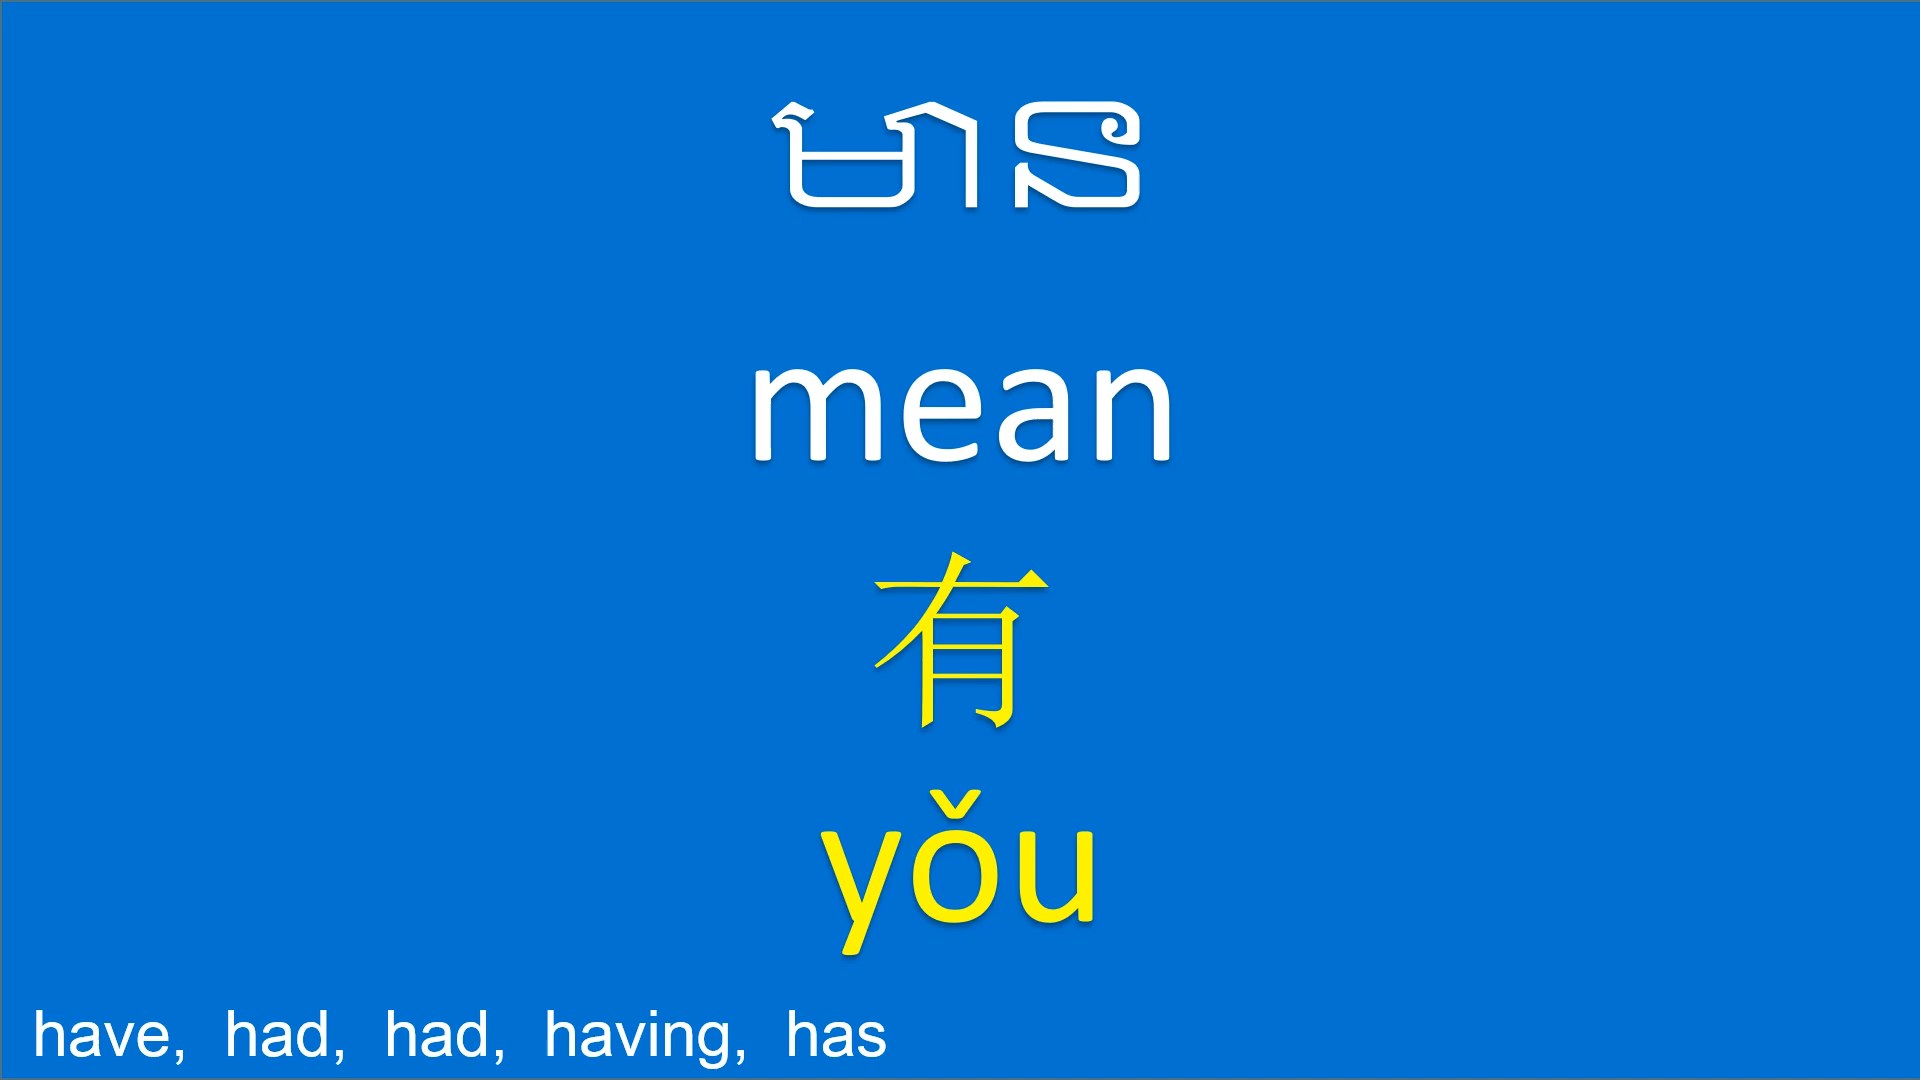 មាន
mean
有
yǒu
have, had, had, having, has